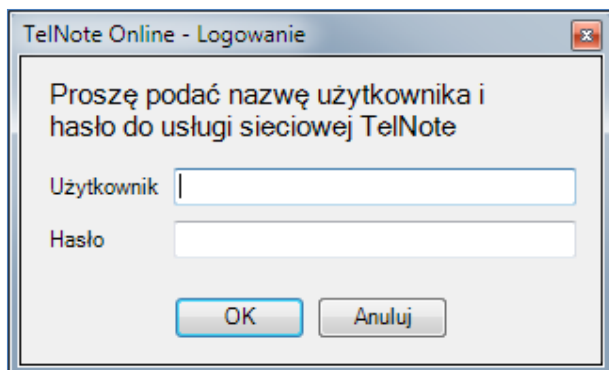 TelNote Online - Logowanie
Proszę podać nazwę użytkownika i
hasło do usługi sieciowej TelNote
Użytkownik
Hasło
OK Anuluj